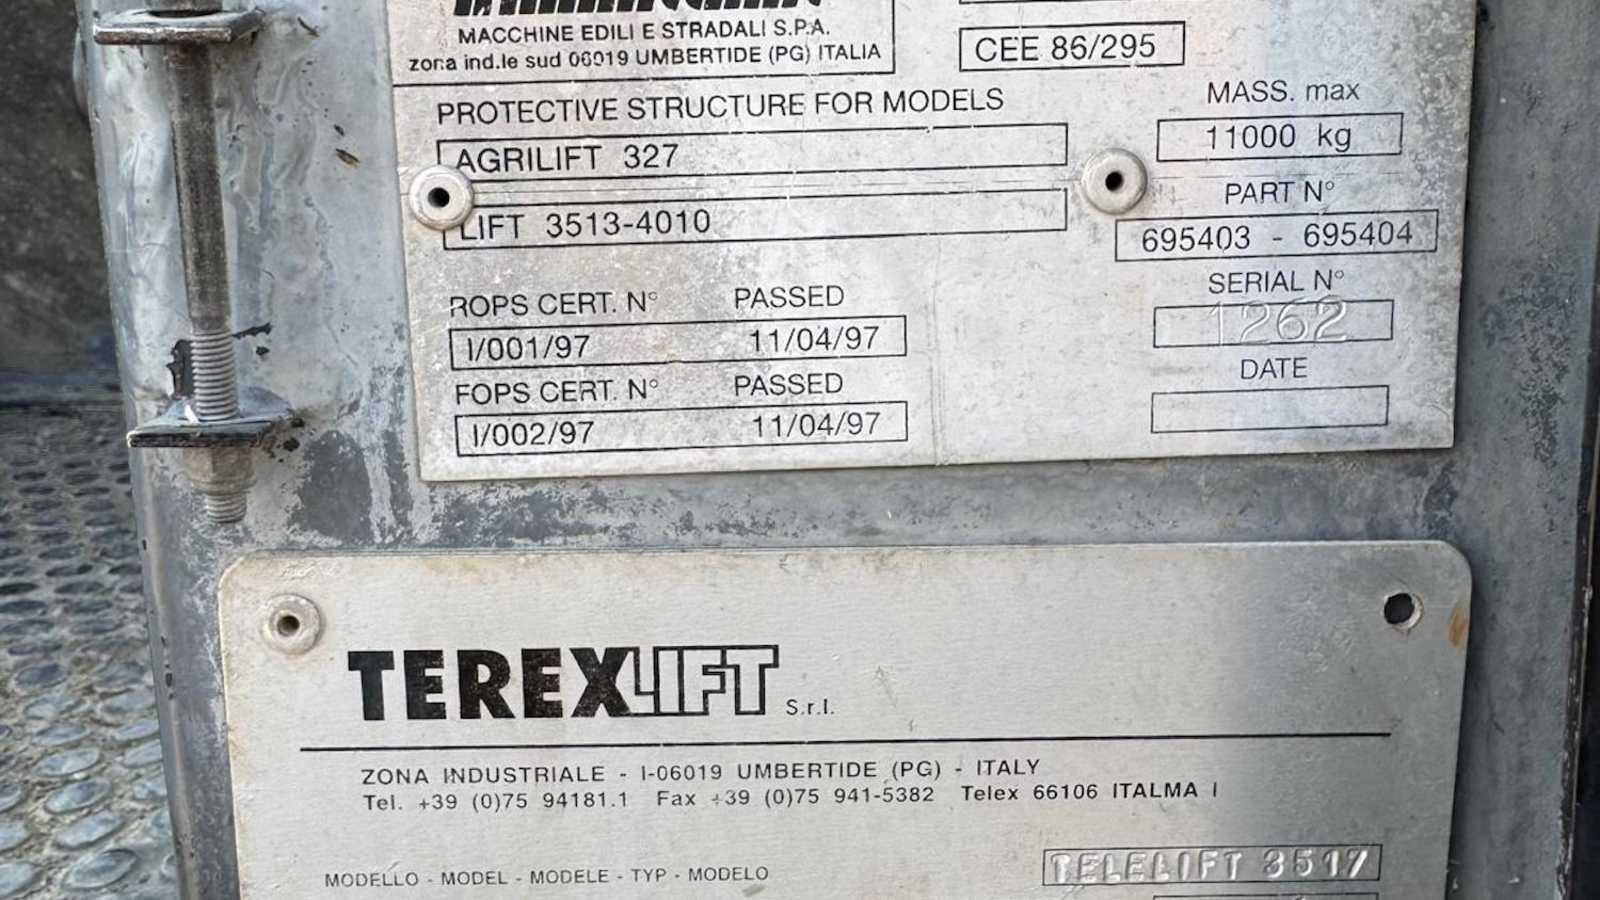 MACCHINE EDILI E STRADALI S.P.A.
zona ind.le sud 06019 UMBERTIDE (PG) ITALIA
CEE 86/295
PROTECTIVE STRUCTURE FOR MODELS
AGRILIFT 327
LIFT 3513-4010
MASS. max
11000 kg
PART N°
695403 - 695404
SERIAL N°
1262
DATE
ROPS CERT. N° PASSED
I/001/97 11/04/97
FOPS CERT. N° PASSED
I/002/97 11/04/97
TEREXLIFT S.r.l.
ZONA INDUSTRIALE - I-06019 UMBERTIDE (PG) - ITALY
Tel. +39 (0)75 94181.1 Fax +39 (0)75 941-5382 Telex 66106 ITALMA I
MODELLO - MODEL - MODELE - TYP - MODELO
TELELIFT 3517